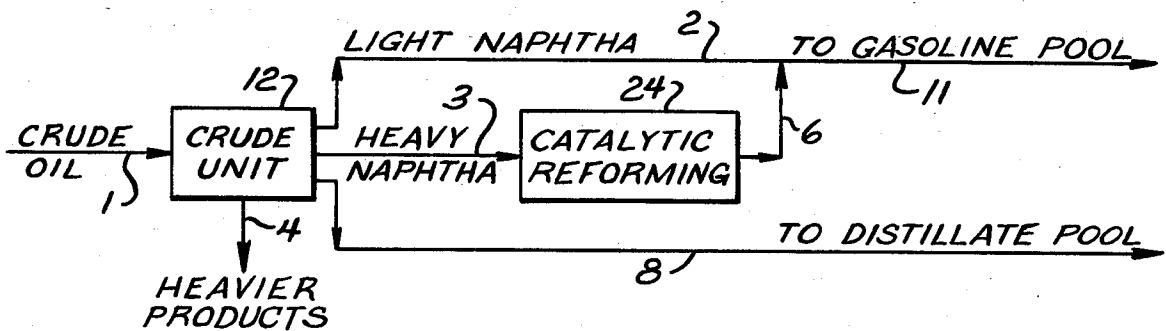 LIGHT NAPHTHA
2
TO GASOLINE POOL
11
12
3
24
6
CRUDE
OIL
1
CRUDE
UNIT
HEAVY
NAPHTHA
CATALYTIC
REFORMING
4
TO DISTILLATE POOL
8
HEAVIER
PRODUCTS